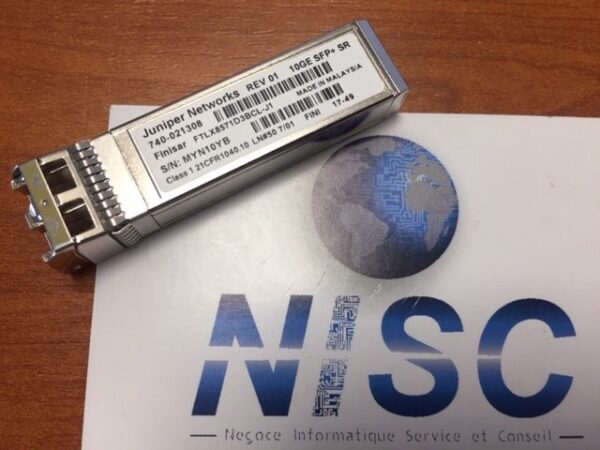 Juniper Networks REV 01 10GE SFP+ SR
740-021308 MADE IN MALAYSIA
Finisar FTLX8571D3BCL-J1
S/N: MYN10YB FINI 17-49
Class 1 21CFR1040.10 LN#50 7/01
NISC
Negoce Informatique Service et Conseil